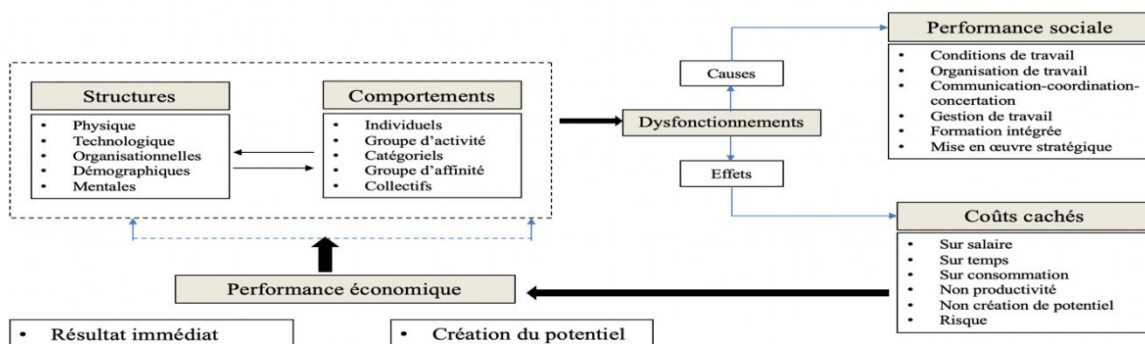 Structures
• Physique
• Technologique
• Organisationnelles
• Démographiques
• Mentales
Comportements
• Individuels
• Groupe d'activité
• Catégoriels
• Groupe d'affinité
• Collectifs
Causes
Dysfonctionnements
Effets
Performance sociale
• Conditions de travail
• Organisation de travail
• Communication-coordination-
concertation
• Gestion de travail
• Formation intégrée
• Mise en œuvre stratégique
Coûts cachés
• Sur salaire
• Sur temps
• Sur consommation
• Non productivité
• Non création de potentiel
• Risque
Performance économique
• Résultat immédiat
• Création du potentiel